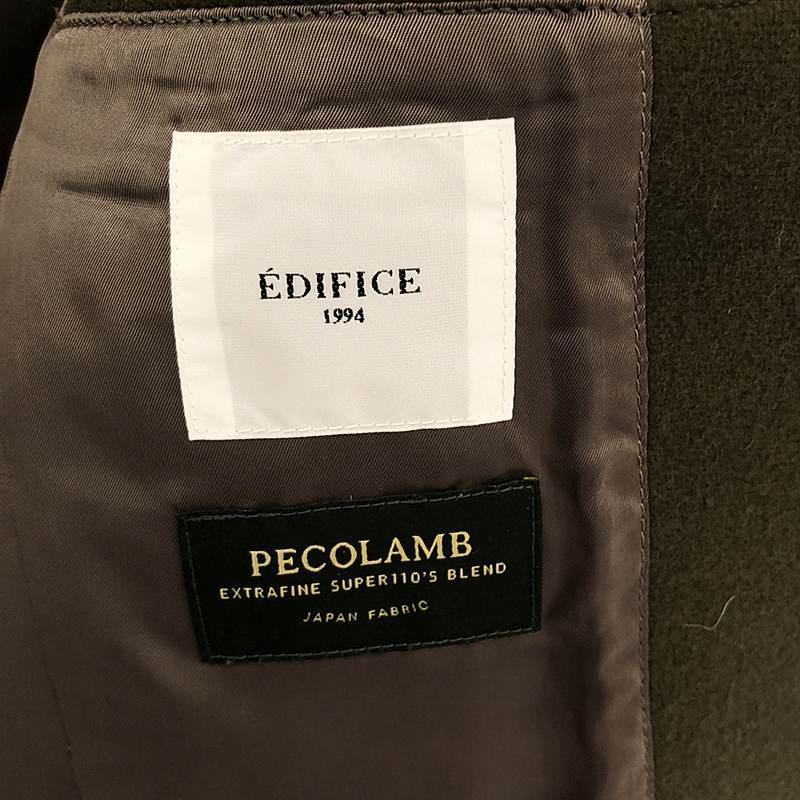 ÉDIFICE
1994
PECOLAMB
EXTRAFINE SUPER110'S BLEND
JAPAN FABRIC